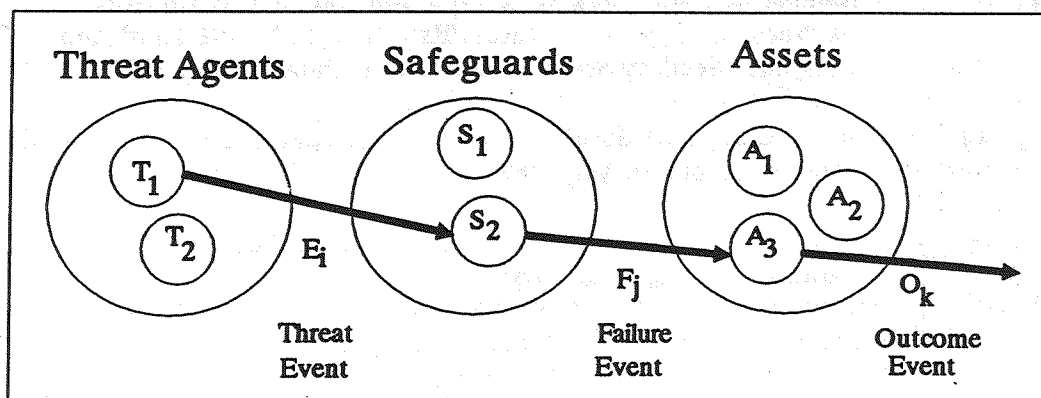 Threat Agents
Safeguards
Assets
T1
T2
S1
S2
A1
A2
A3
Ei
Fj
Ok
Threat
Event
Failure
Event
Outcome
Event